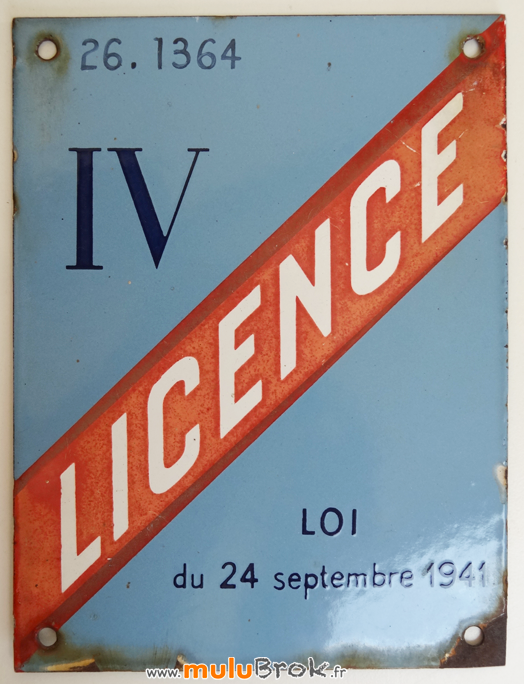 26.1364
IV
LICENCE
LOI
du 24 septembre 1941
www.muluBrok.fr